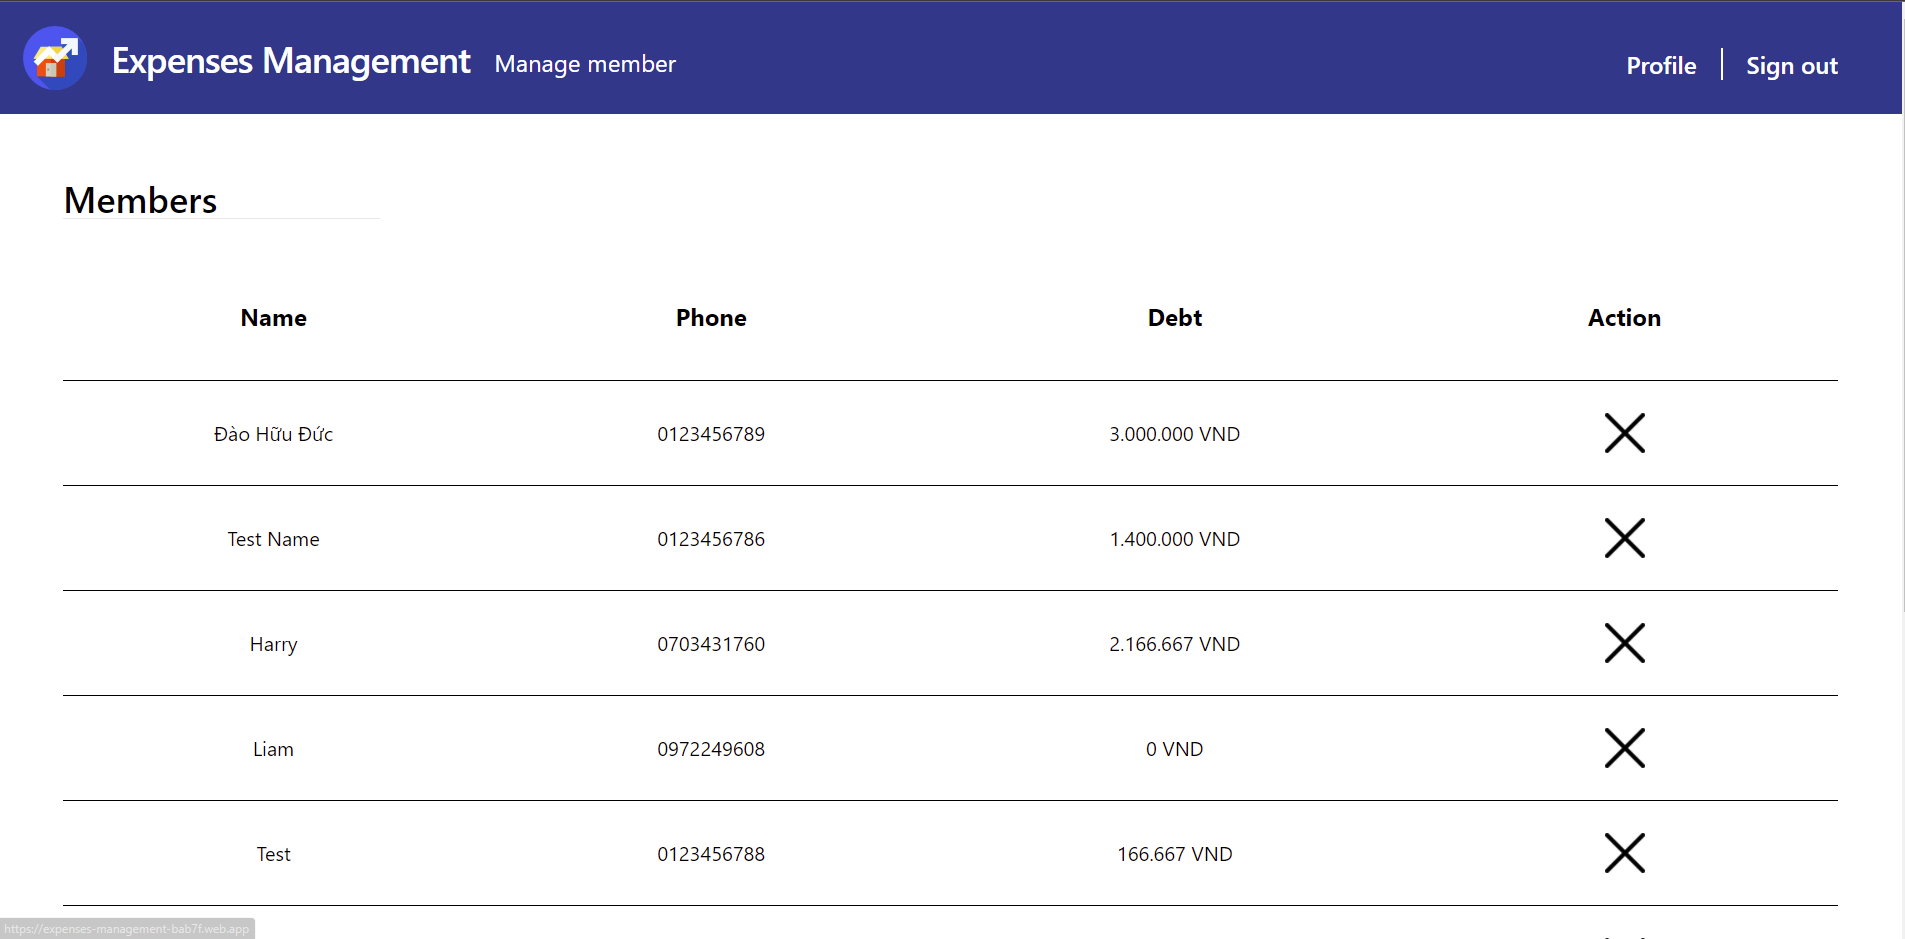 Expenses Management Manage member Profile Sign out
Members
Name Phone Debt Action
Đào Hữu Đức 0123456789 3.000.000 VND
Test Name 0123456786 1.400.000 VND
Harry 0703431760 2.166.667 VND
Liam 0972249608 0 VND
Test 0123456788 166.667 VND
https://expenses-management-bab7f.web.app